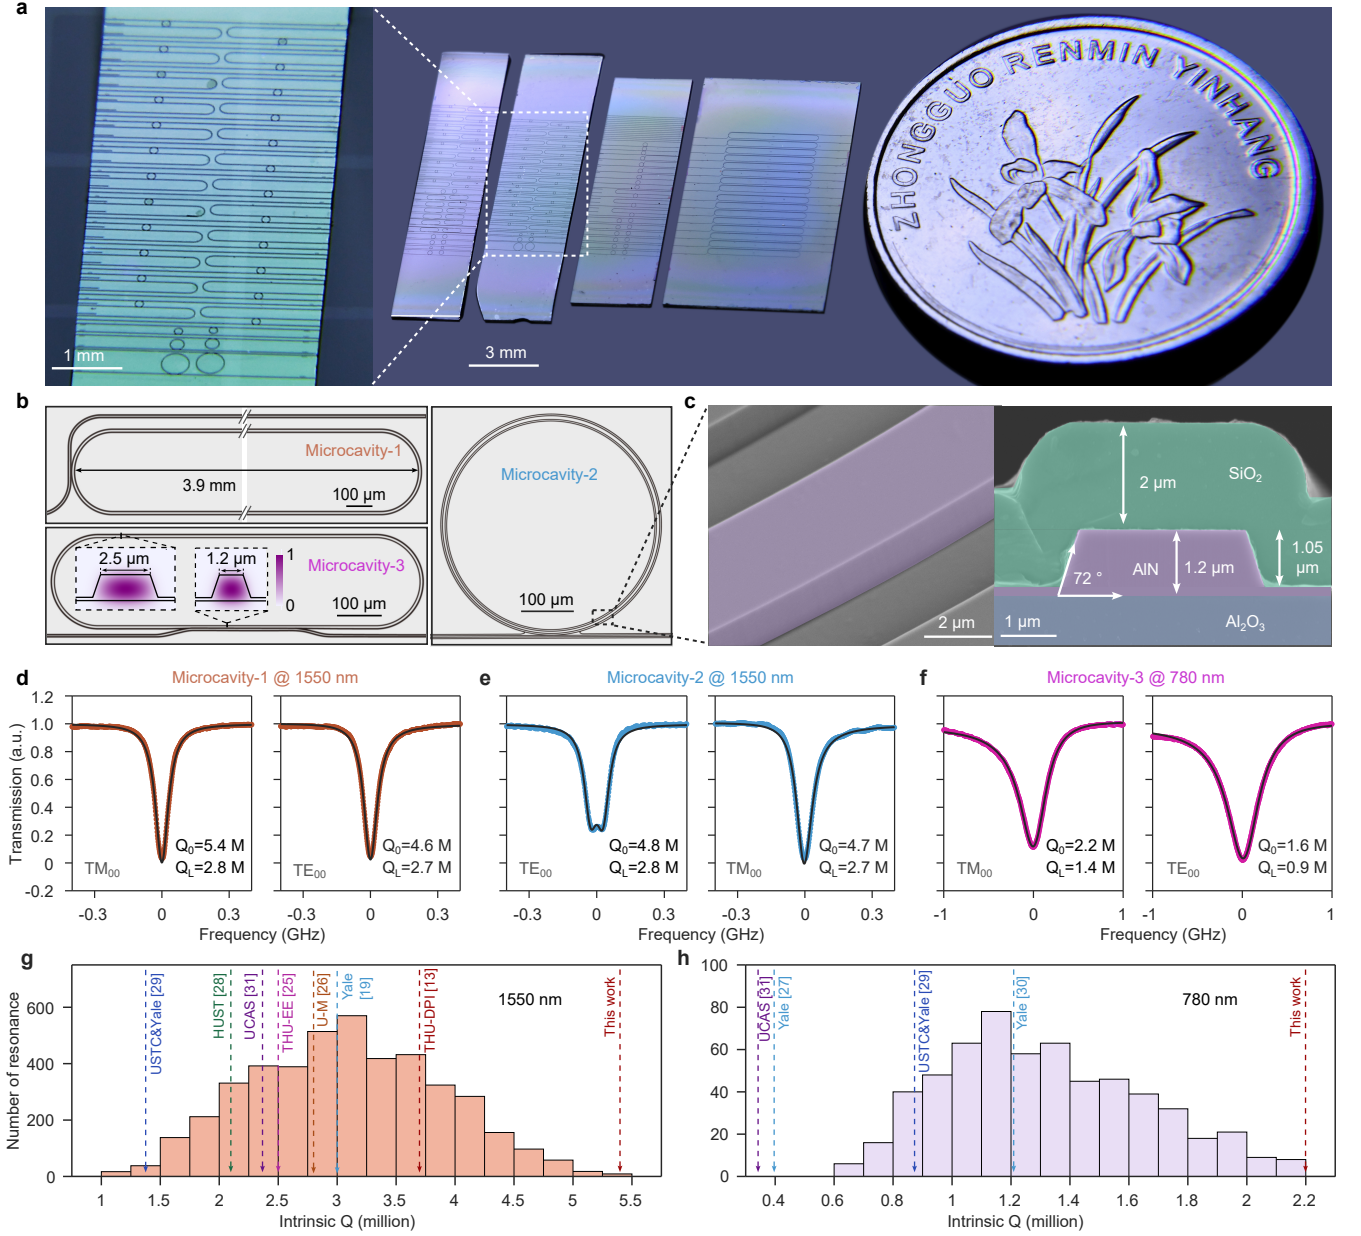 a
ZHONGGUO RENMIN YINHANG
1 mm
3 mm
b
Microcavity-1
3.9 mm
100 µm
2.5 µm
1.2 µm
1
0
Microcavity-3
100 µm
Microcavity-2
100 µm
c
2 µm
2 µm
SiO2
1.05
µm
72 °
AlN
1.2 µm
1 µm
Al2O3
d
Microcavity-1 @ 1550 nm
Transmission (a.u.)
1.2
1.0
0.8
0.6
0.4
0.2
0
-0.2
Q0=5.4 M
QL=2.8 M
TM00
-0.3
0
0.3
Q0=4.6 M
QL=2.7 M
TE00
-0.3
0
0.3
Frequency (GHz)
e
Microcavity-2 @ 1550 nm
Q0=4.8 M
QL=2.8 M
TE00
-0.3
0
0.3
Q0=4.7 M
QL=2.7 M
TM00
-0.3
0
0.3
Frequency (GHz)
f
Microcavity-3 @ 780 nm
Q0=2.2 M
QL=1.4 M
TM00
-1
0
1
Q0=1.6 M
QL=0.9 M
TE00
-1
0
1
Frequency (GHz)
g
Number of resonance
600
400
200
0
USTC&Yale [29]
HUST [28]
UCAS [31]
THU-EE [25]
U-M [26]
Yale
[19]
THU-DPI [13]
1550 nm
This work
1
1.5
2
2.5
3
3.5
4
4.5
5
5.5
Intrinsic Q (million)
h
100
80
60
40
20
0
UCAS [31]
Yale [27]
USTC&Yale [29]
Yale [30]
780 nm
This work
0.4
0.6
0.8
1
1.2
1.4
1.6
1.8
2
2.2
Intrinsic Q (million)